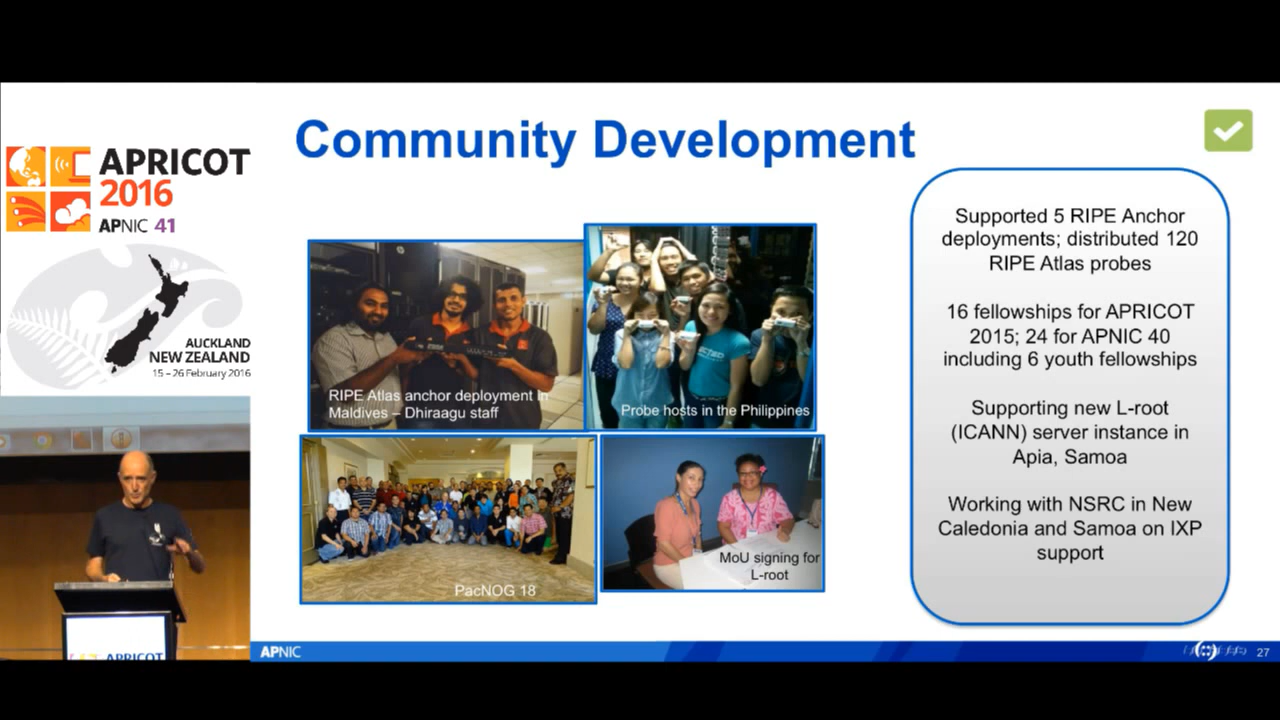 Community Development
APRICOT
2016
APNIC 41
AUCKLAND
NEW ZEALAND
15 – 26 February 2016
RIPE Atlas anchor deployment in
Maldives – Dhiraagu staff
Probe hosts in the Philippines
PacNOG 18
MoU signing for
L-root
Supported 5 RIPE Anchor
deployments; distributed 120
RIPE Atlas probes
16 fellowships for APRICOT
2015; 24 for APNIC 40
including 6 youth fellowships
Supporting new L-root
(ICANN) server instance in
Apia, Samoa
Working with NSRC in New
Caledonia and Samoa on IXP
support
APRICOT
APNIC
27